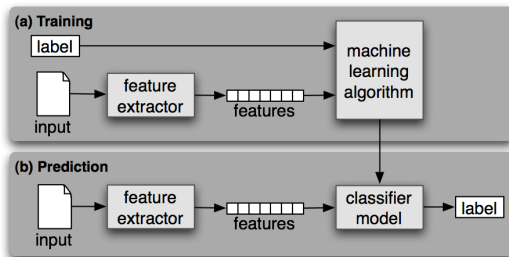 (a) Training
label
machine
learning
algorithm
feature
extractor
features
input
(b) Prediction
feature
extractor
classifier
model
label
features
input